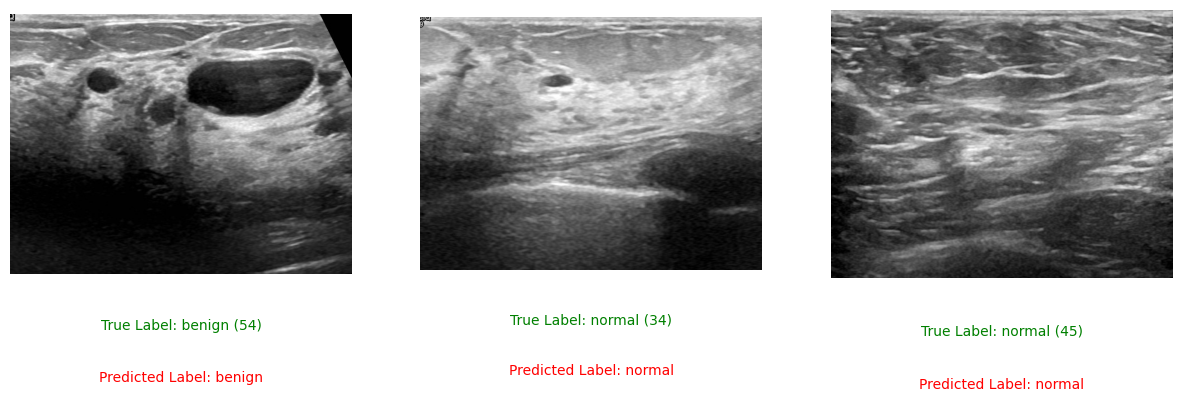 True Label: benign (54)
Predicted Label: benign
True Label: normal (34)
Predicted Label: normal
True Label: normal (45)
Predicted Label: normal